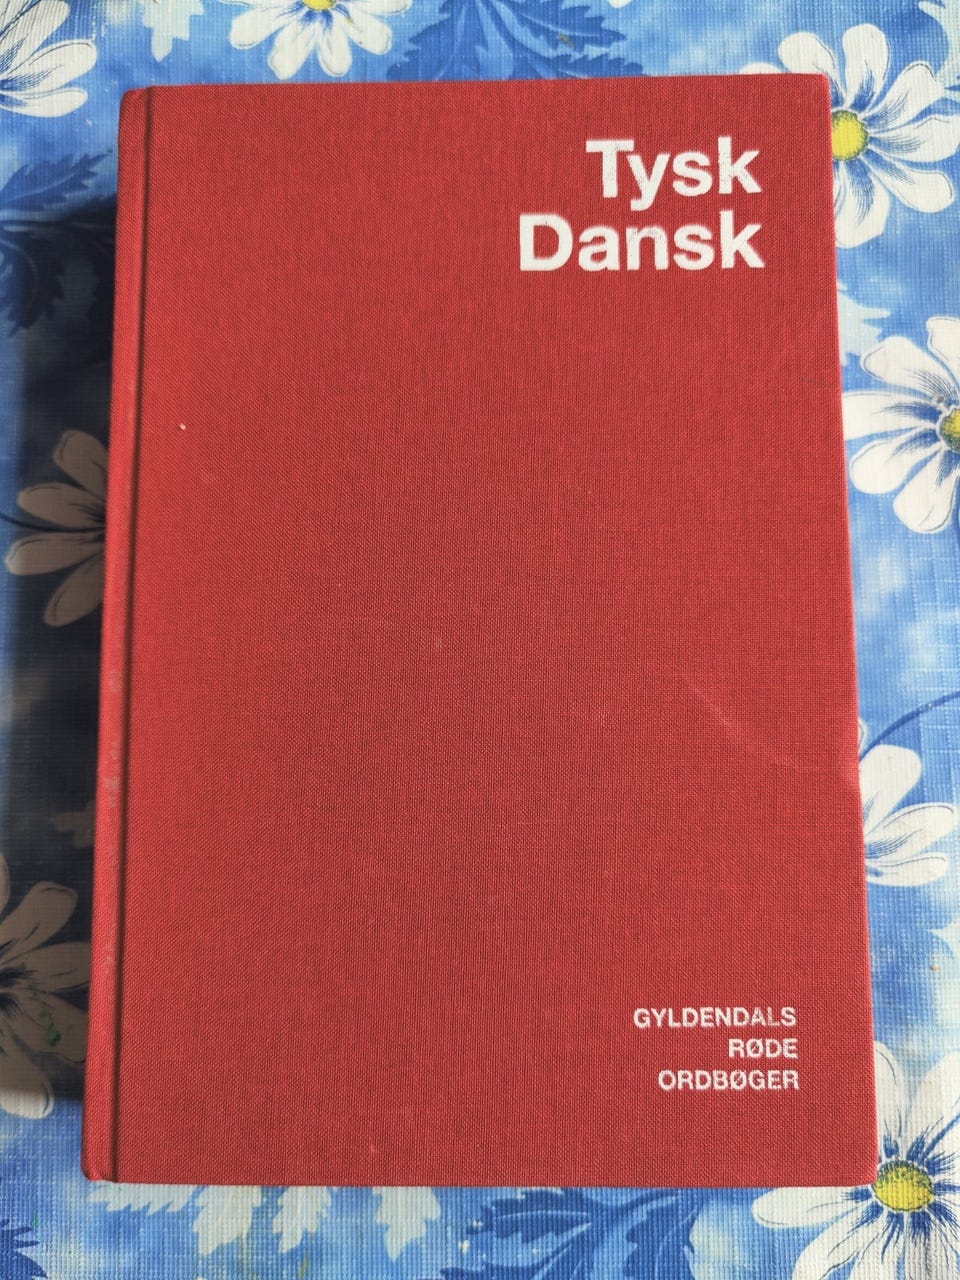 Tysk
Dansk
GYLDENDALS
RØDE
ORDBØGER